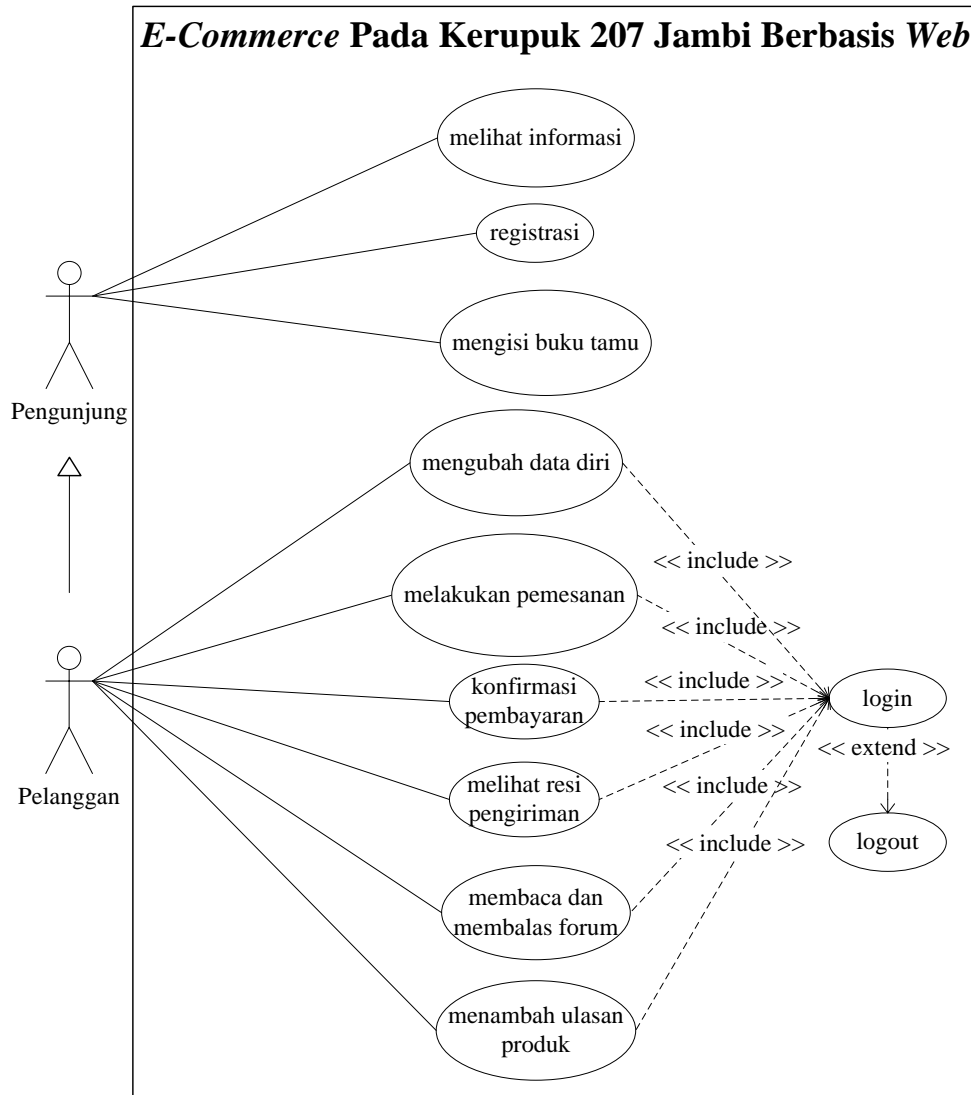 E-Commerce Pada Kerupuk 207 Jambi Berbasis Web
melihat informasi
registrasi
mengisi buku tamu
Pengunjung
mengubah data diri
<< include >>
melakukan pemesanan
<< include >>
konfirmasi
pembayaran
<< include >>
login
<< include >>
<< extend >>
Pelanggan
melihat resi
pengiriman
<< include >>
<< include >>
logout
membaca dan
membalas forum
menambah ulasan
produk